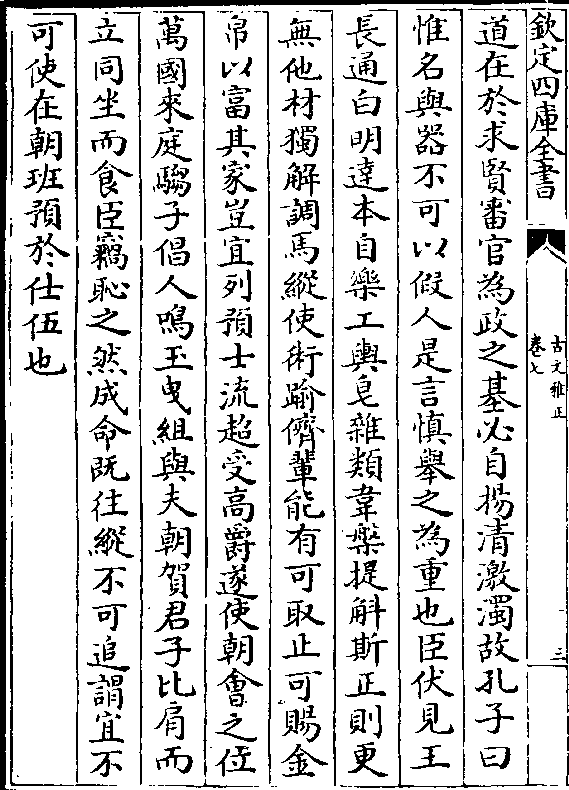 欽定四庫全書
古文雅正
卷七
三
道在於求賢審官為政之基必自揚清激濁故孔子曰
惟名與器不可以假人是言慎舉之為重也臣伏見王
長通白明達本自樂工輿皂雜類韋槃提斛斯正則更
無他材獨解調馬縱使術踰儕輩能有可取止可賜金
帛以富其家豈宜列預士流超受高爵遂使朝會之位
萬國來庭騶子倡人鳴玉曳組與夫朝賀君子比肩而
立同坐而食臣竊恥之然成命既往縱不可追謂宜不
可使在朝班預於仕伍也